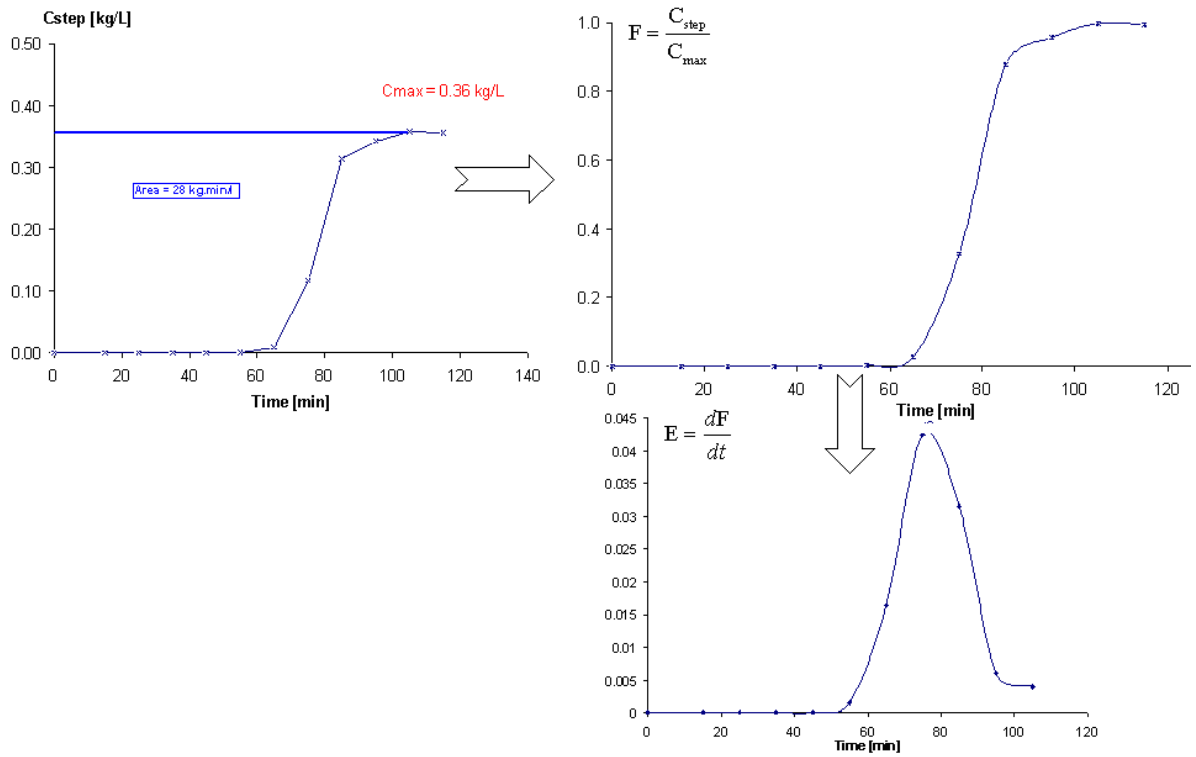 Cstep [kg/L]
0.50
0.40
0.30
0.20
0.10
0.00
Cmax = 0.36 kg/L
Area = 28 kg.min/l
0 20 40 60 80 100 120 140
Time [min]
F = C_step / C_max
1.0
0.8
0.6
0.4
0.2
0.0
0 20 40 60 80 100 120
Time [min]
E = dF / dt
0.045
0.04
0.035
0.03
0.025
0.02
0.015
0.01
0.005
0
0 20 40 60 80 100 120
Time [min]